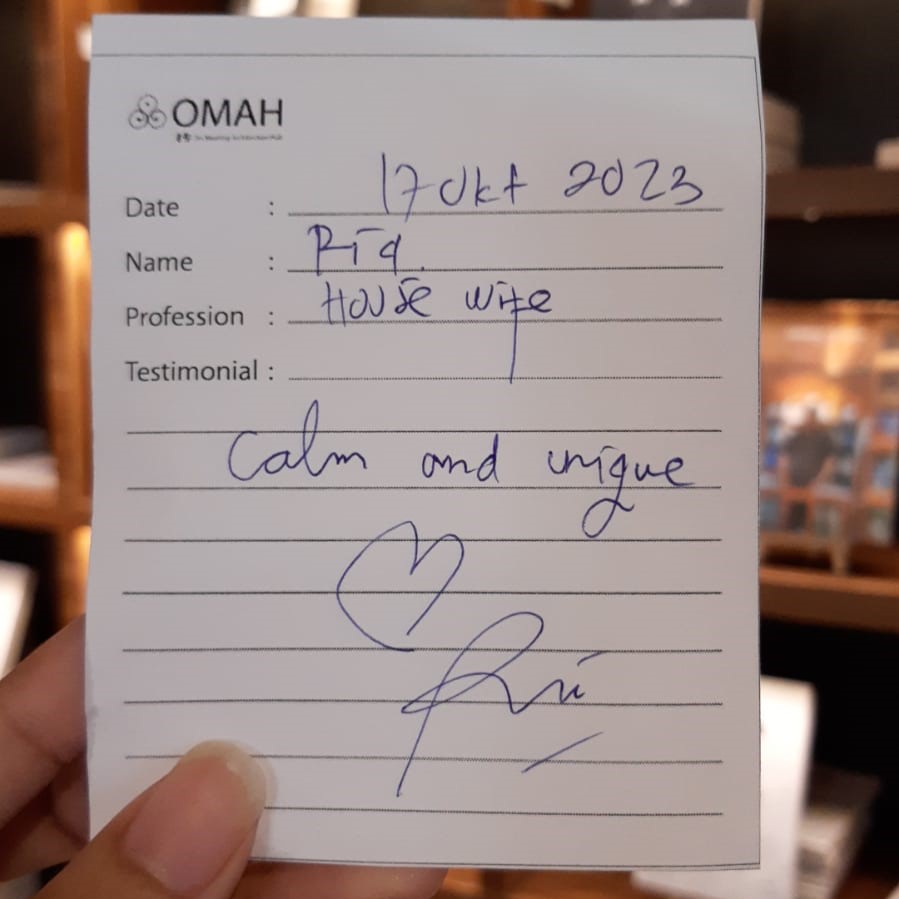 OMAH
Date : 17 Okt 2023
Name : Ria
Profession : House wife
Testimonial :
Calm and unique